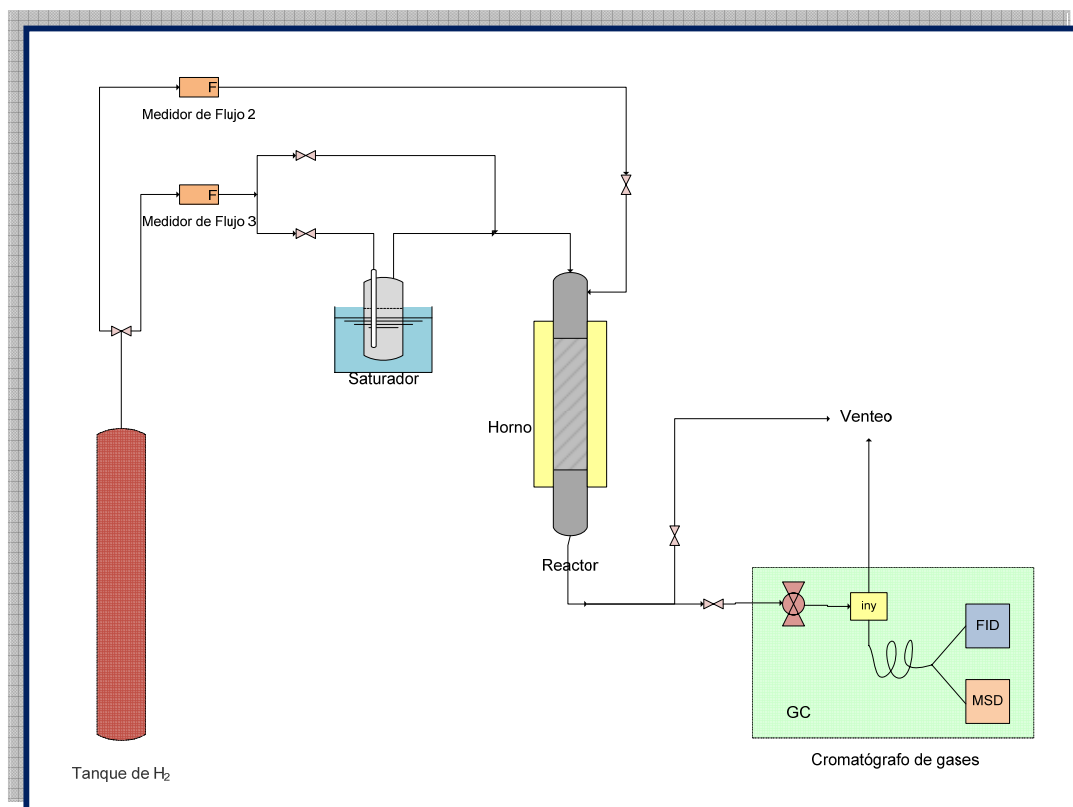 F
Medidor de Flujo 2
F
Medidor de Flujo 3
Saturador
Horno
Venteo
Reactor
iny
FID
MSD
GC
Cromatógrafo de gases
Tanque de H₂